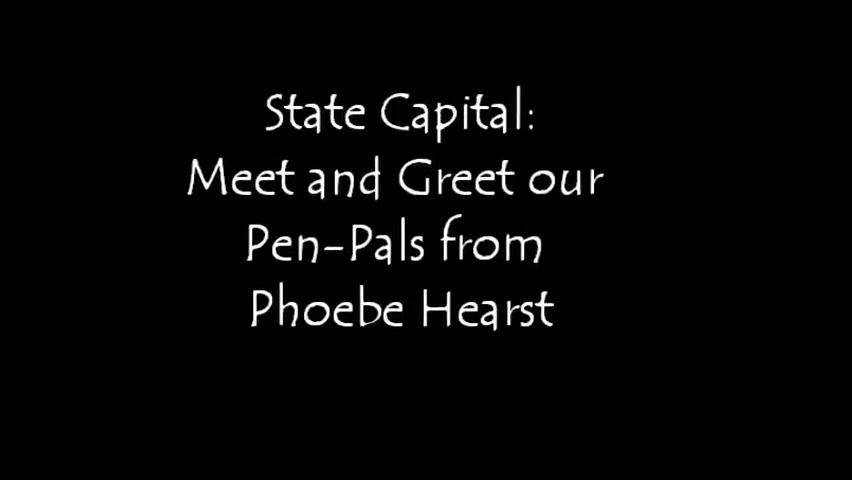 State Capital:
Meet and Greet our
Pen-Pals from
Phoebe Hearst